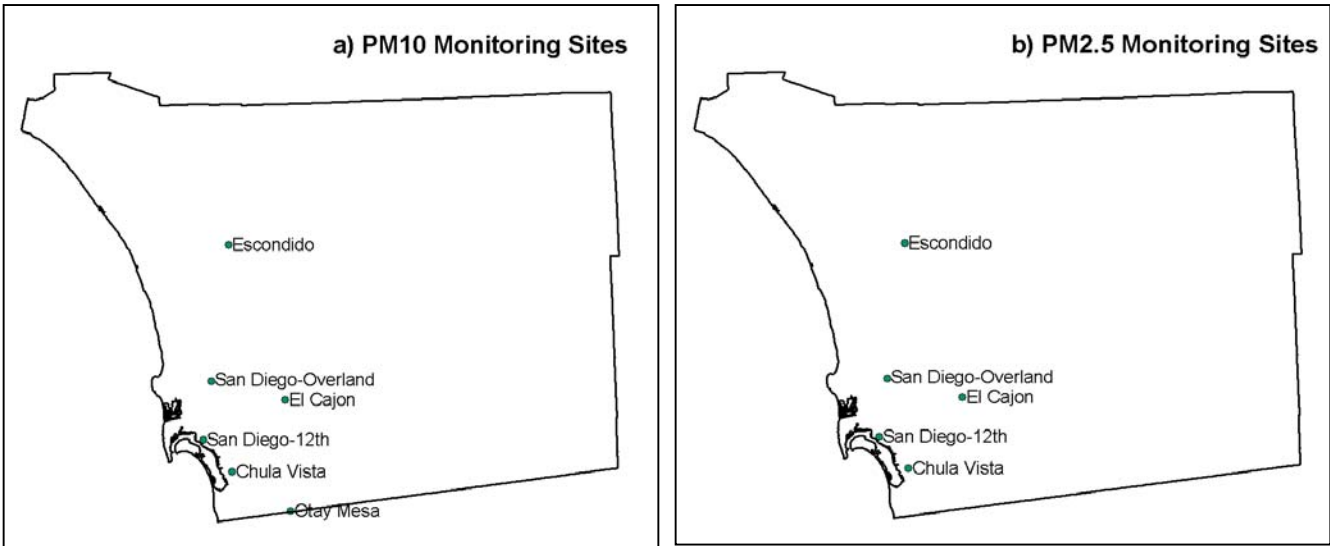 a) PM10 Monitoring Sites
Escondido
San Diego-Overland
El Cajon
San Diego-12th
Chula Vista
Otay Mesa
b) PM2.5 Monitoring Sites
Escondido
San Diego-Overland
El Cajon
San Diego-12th
Chula Vista